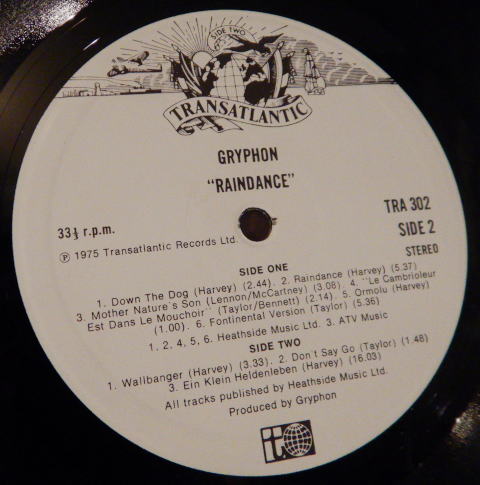 SIDE TWO
TRANSATLANTIC
GRYPHON
"RAINDANCE"
33⅓ r.p.m.
TRA 302
SIDE 2
STEREO
℗ 1975 Transatlantic Records Ltd.
SIDE ONE
1. Down The Dog (Harvey) (2.44). 2. Raindance (Harvey) (5.37)
3. Mother Nature's Son (Lennon/McCartney) (3.08). 4. "Le Cambrioleur
Est Dans Le Mouchoir" (Taylor/Bennett) (2.14). 5. Ormolu (Harvey)
(1.00). 6. Fontinental Version (Taylor) (5.36)
1, 2, 4, 5, 6. Heathside Music Ltd. 3. ATV Music
SIDE TWO
1. Wallbanger (Harvey) (3.33). 2. Don't Say Go (Taylor) (1.48)
3. Ein Klein Heldenleben (Harvey) (16.03)
All tracks published by Heathside Music Ltd.
Produced by Gryphon